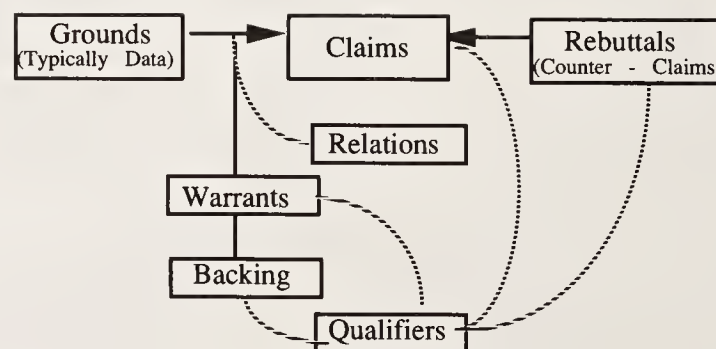 Grounds
(Typically Data)
Claims
Rebuttals
(Counter - Claims
Relations
Warrants
Backing
Qualifiers